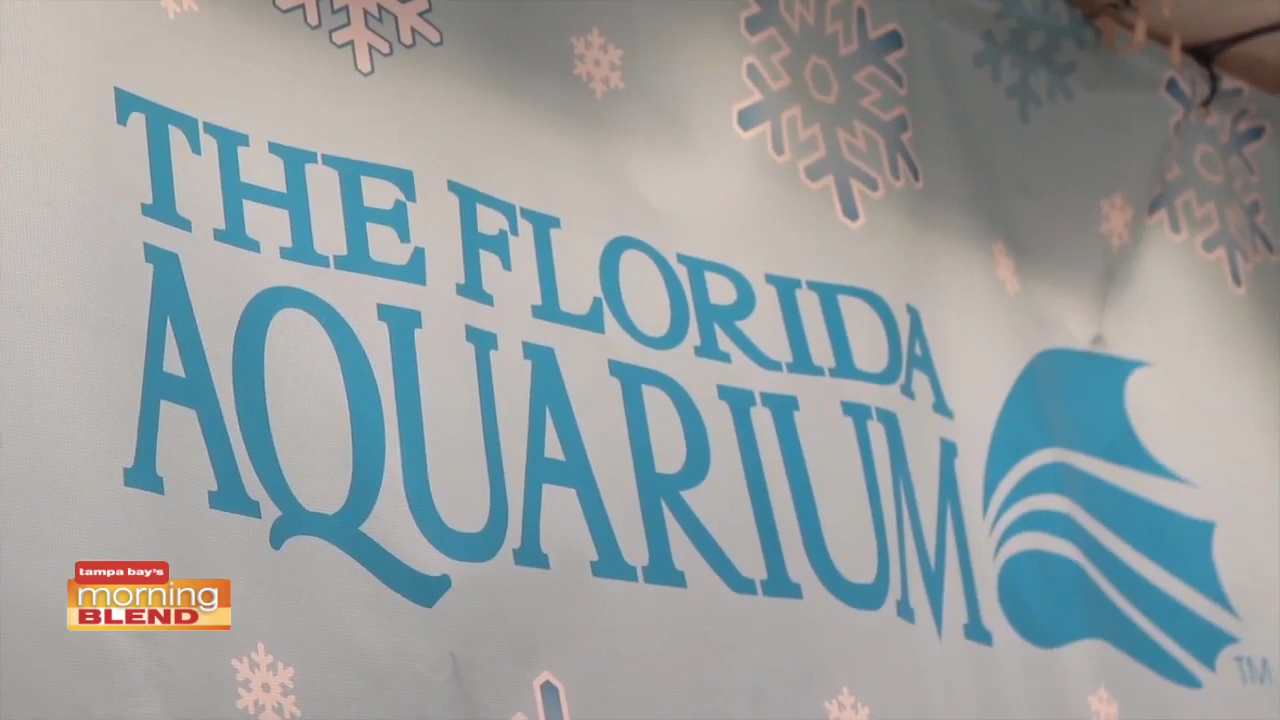 THE FLORIDA
AQUARIUM
TM
tampa bay's
morning
BLEND